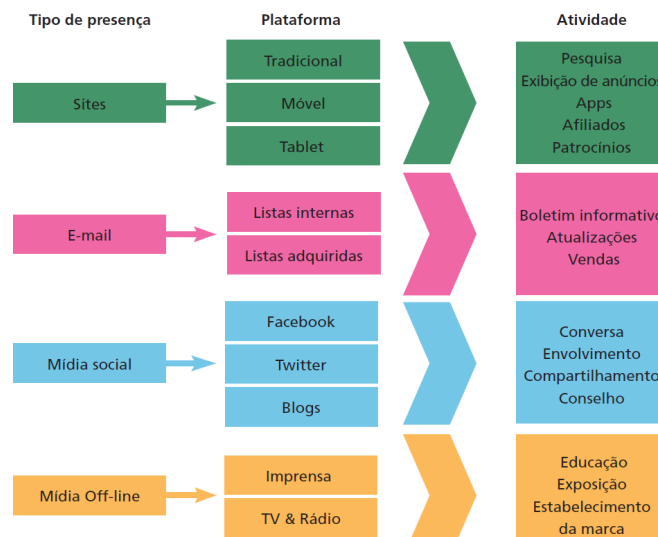 Tipo de presença
Plataforma
Atividade
Sites
Tradicional
Móvel
Tablet
Pesquisa
Exibição de anúncios
Apps
Afiliados
Patrocínios
E-mail
Listas internas
Listas adquiridas
Boletim informativo
Atualizações
Vendas
Mídia social
Facebook
Twitter
Blogs
Conversa
Envolvimento
Compartilhamento
Conselho
Mídia Off-line
Imprensa
TV & Rádio
Educação
Exposição
Estabelecimento
da marca